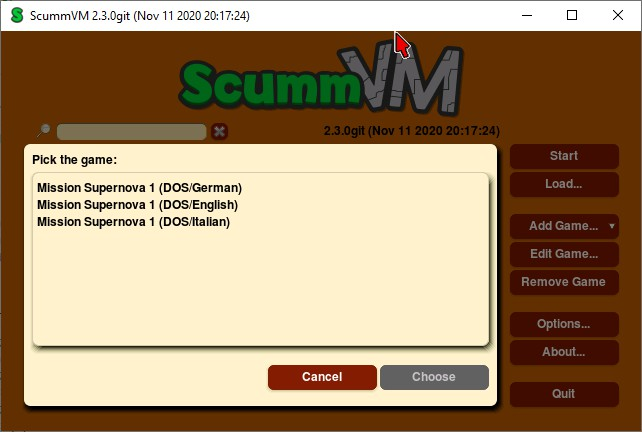 ScummVM 2.3.0git (Nov 11 2020 20:17:24)
ScummVM
2.3.0git (Nov 11 2020 20:17:24)
Pick the game:
Mission Supernova 1 (DOS/German)
Mission Supernova 1 (DOS/English)
Mission Supernova 1 (DOS/Italian)
Cancel
Choose
Start
Load...
Add Game...
Edit Game...
Remove Game
Options...
About...
Quit